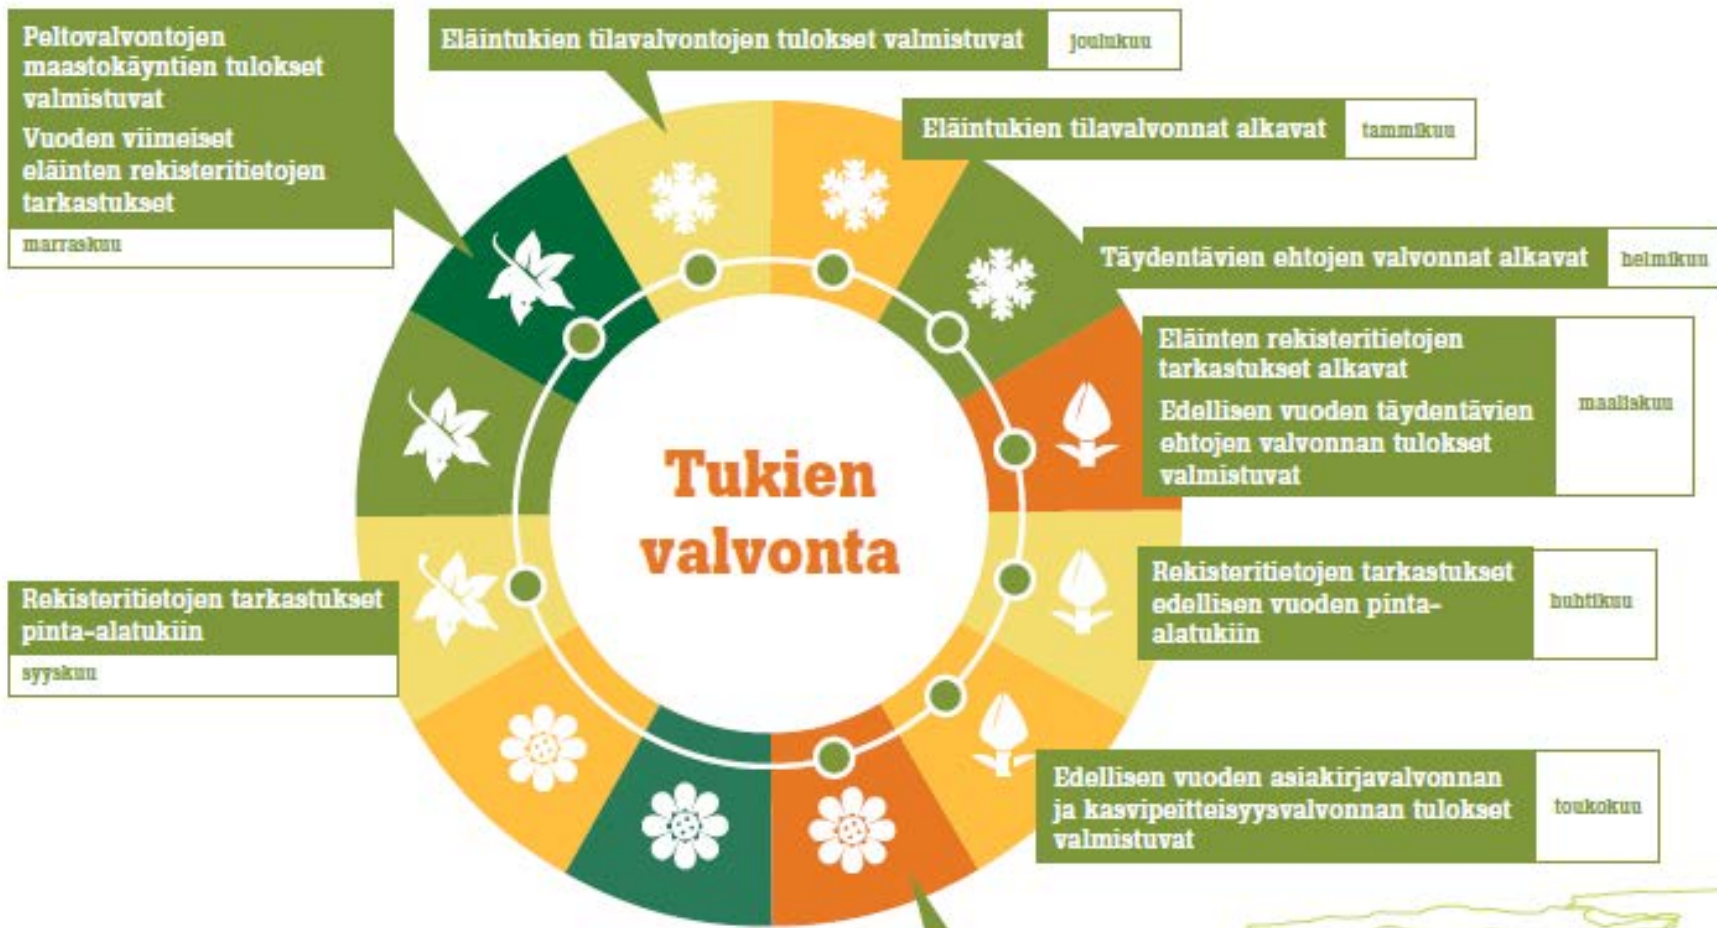 Peltovalvontojen
maastokäyntien tulokset
valmistuvat
Vuoden viimeiset
eläinten rekisteritietojen
tarkastukset
marraskuu
Eläintukien tilavalvontojen tulokset valmistuvat
joulukuu
Eläintukien tilavalvonnat alkavat
tammikuu
Täydentävien ehtojen valvonnat alkavat
helmikuu
Eläinten rekisteritietojen
tarkastukset alkavat
Edellisen vuoden täydentävien
ehtojen valvonnan tulokset
valmistuvat
maaliskuu
Tukien
valvonta
Rekisteritietojen tarkastukset
edellisen vuoden pinta-
alatukiin
huhtikuu
Rekisteritietojen tarkastukset
pinta-alatukiin
syyskuu
Edellisen vuoden asiakirjavalvonnan
ja kasvipeitteisyysvalvonnan tulokset
valmistuvat
toukokuu